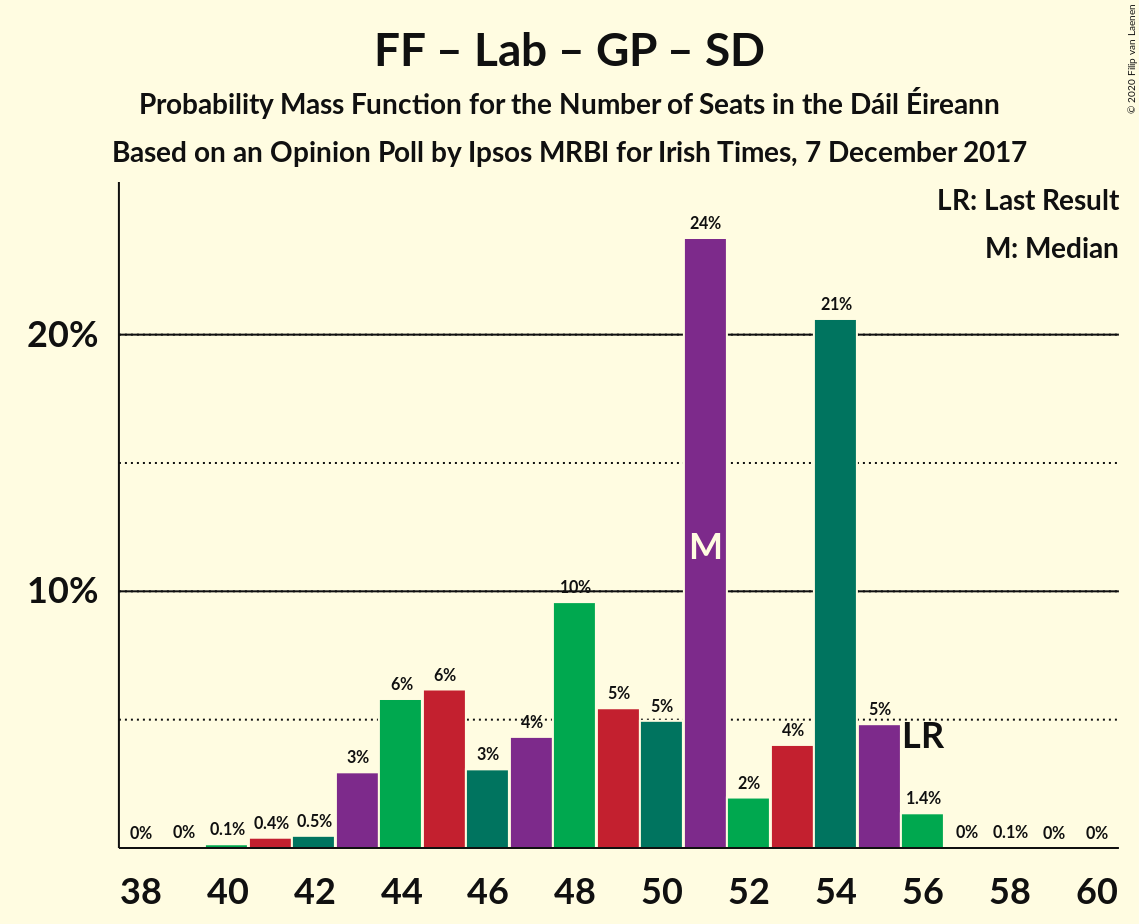 FF – Lab – GP – SD
Probability Mass Function for the Number of Seats in the Dáil Éireann
Based on an Opinion Poll by Ipsos MRBI for Irish Times, 7 December 2017
© 2020 Filip van Laenen
LR: Last Result
M: Median
20%
10%
0% 0% 0.1% 0.4% 0.5% 3% 6% 6% 3% 4% 10% 5% 5% 24% 2% 4% 21% 5% 1.4% 0% 0.1% 0% 0%
M
LR
38 40 42 44 46 48 50 52 54 56 58 60